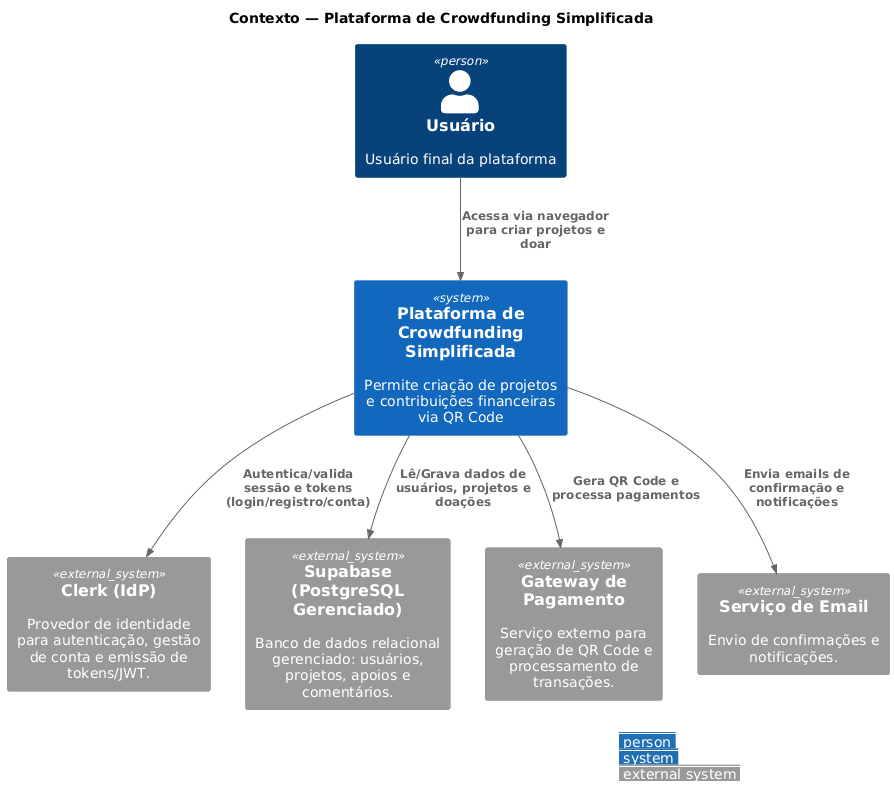 Contexto — Plataforma de Crowdfunding Simplificada
«person»
Usuário
Usuário final da plataforma
Acessa via navegador
para criar projetos e
doar
«system»
Plataforma de
Crowdfunding
Simplificada
Permite criação de projetos
e contribuições financeiras
via QR Code
Autentica/valida
sessão e tokens
(login/registro/conta)
Lê/Grava dados de
usuários, projetos e
doações
Gera QR Code e
processa pagamentos
Envia emails de
confirmação e
notificações
«external_system»
Clerk (IdP)
Provedor de identidade
para autenticação, gestão
de conta e emissão de
tokens/JWT.
«external_system»
Supabase
(PostgreSQL
Gerenciado)
Banco de dados relacional
gerenciado: usuários,
projetos, apoios e
comentários.
«external_system»
Gateway de
Pagamento
Serviço externo para
geração de QR Code e
processamento de
transações.
«external_system»
Serviço de Email
Envio de confirmações e
notificações.
person
system
external system